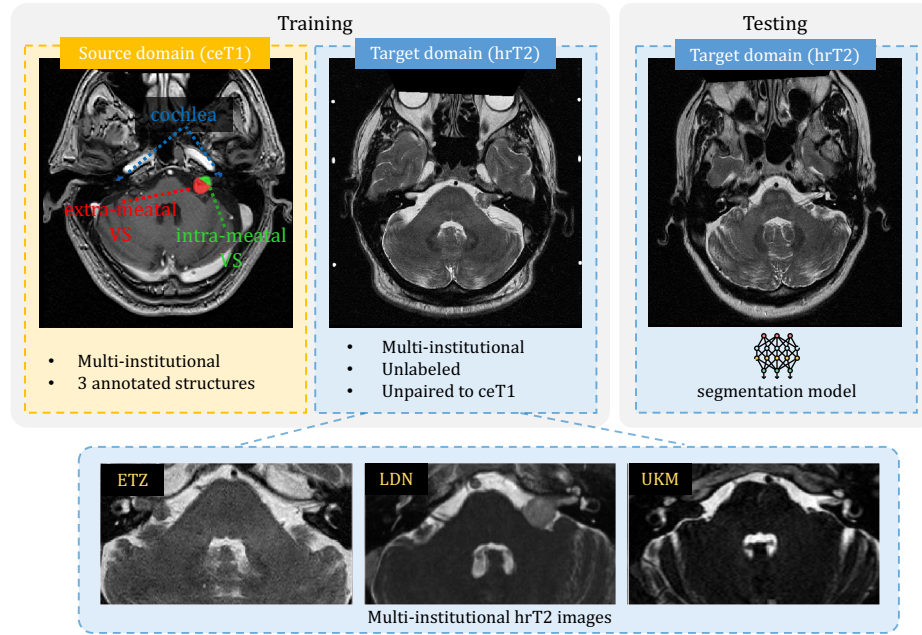 Training
Source domain (ceT1)
cochlea
extra-meatal
VS
intra-meatal
VS
• Multi-institutional
• 3 annotated structures
Target domain (hrT2)
• Multi-institutional
• Unlabeled
• Unpaired to ceT1
Testing
Target domain (hrT2)
segmentation model
ETZ
LDN
UKM
Multi-institutional hrT2 images